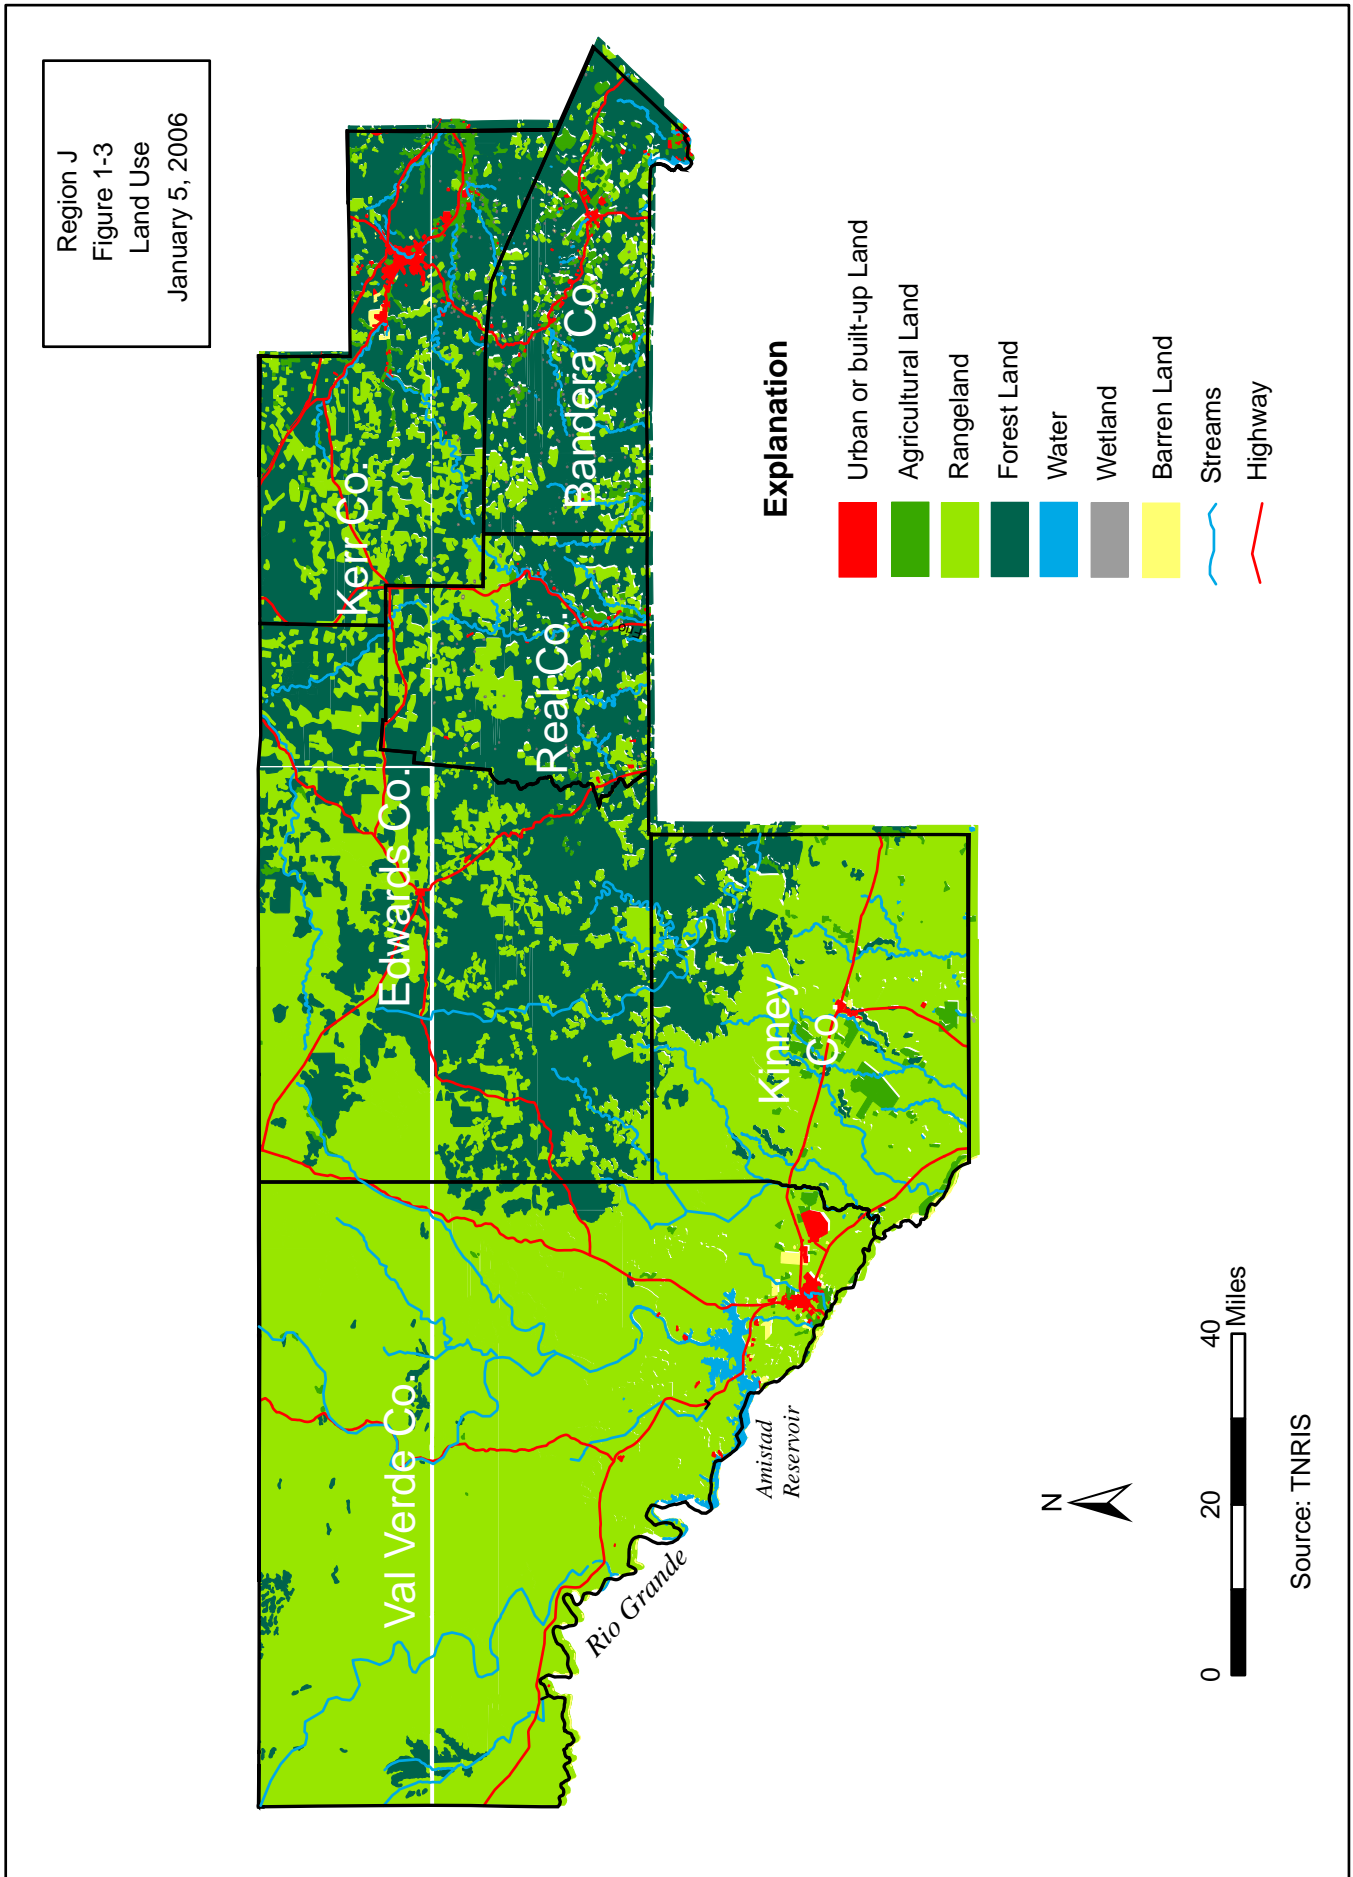 Region J
Figure 1-3
Land Use
January 5, 2006
Kerr Co.
Bandera Co.
Real Co.
Frio
Edwards Co.
Kinney
Co.
Val Verde Co.
Amistad
Reservoir
Rio Grande
Explanation
Urban or built-up Land
Agricultural Land
Rangeland
Forest Land
Water
Wetland
Barren Land
Streams
Highway
N
0 20 40
Miles
Source: TNRIS